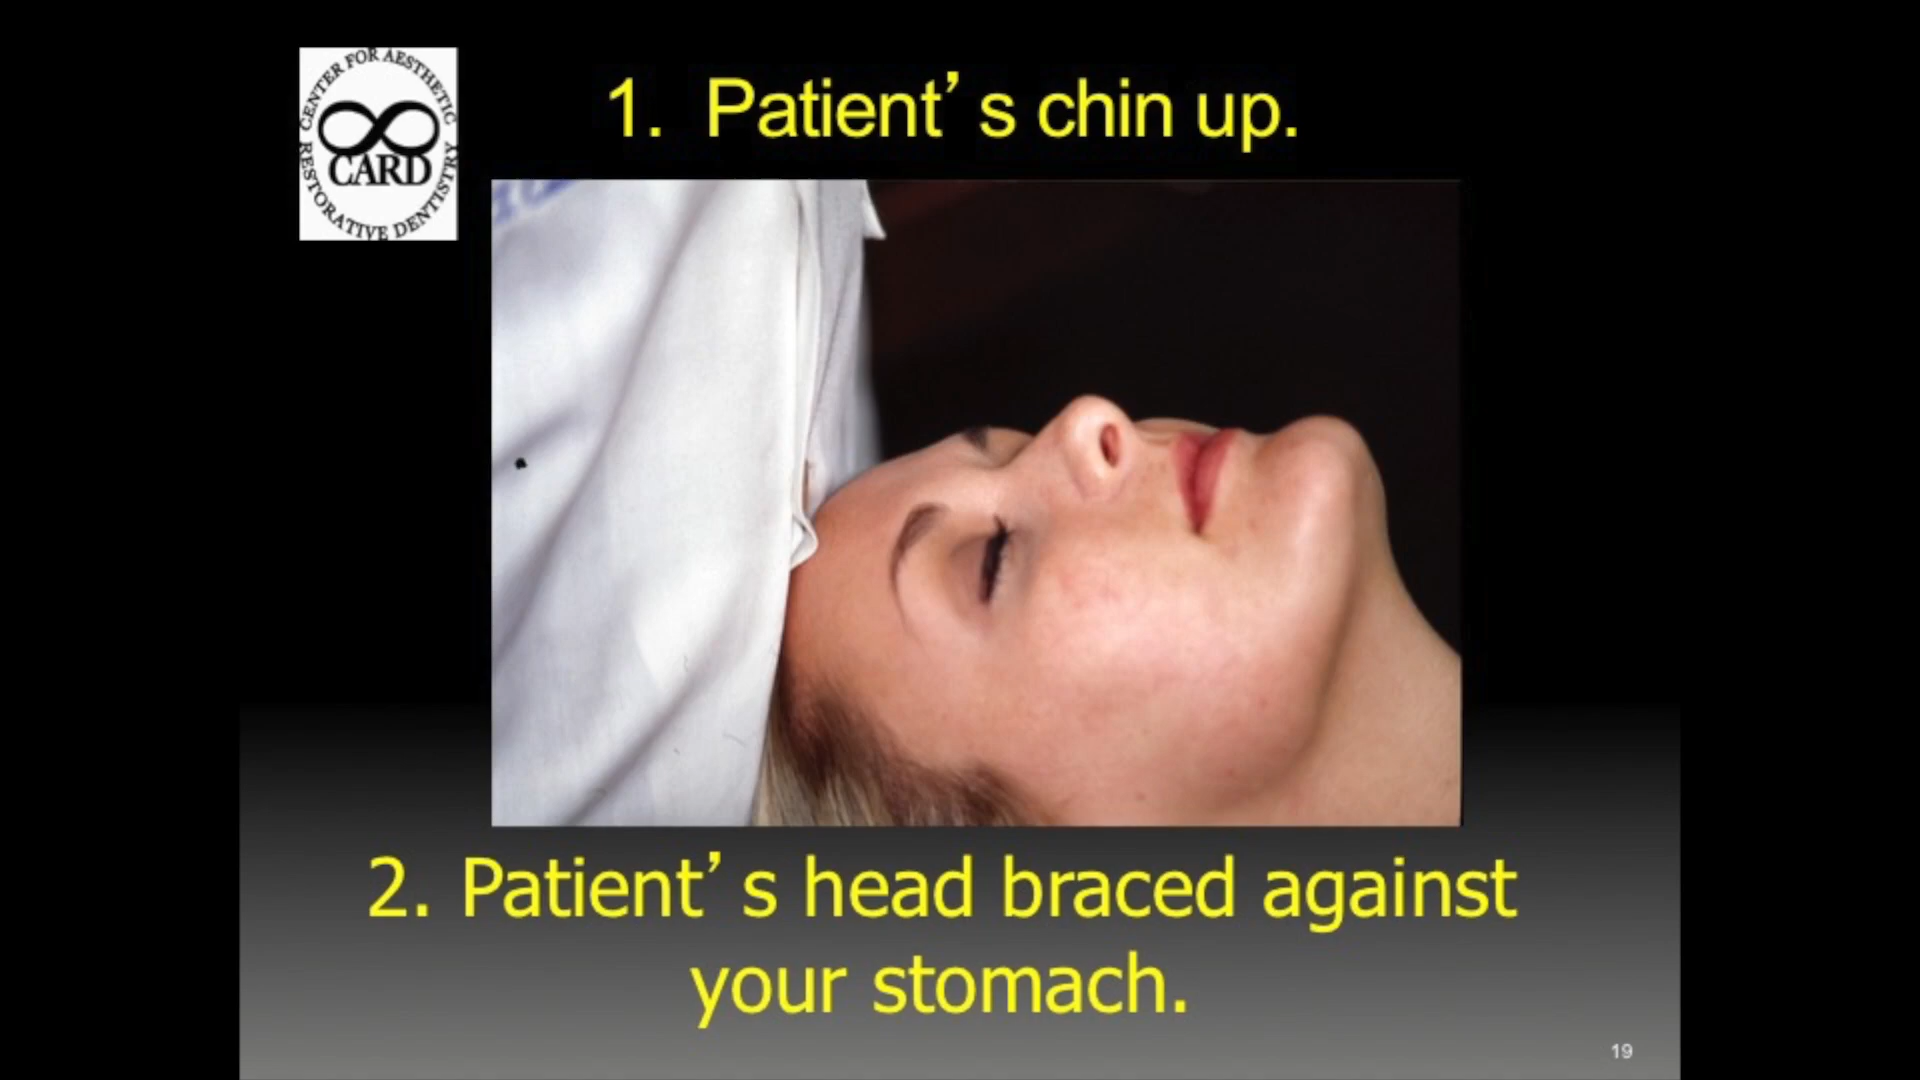 CENTER FOR AESTHETIC
RESTORATIVE DENTISTRY
CARD
1. Patient’s chin up.
2. Patient’s head braced against
your stomach.
19